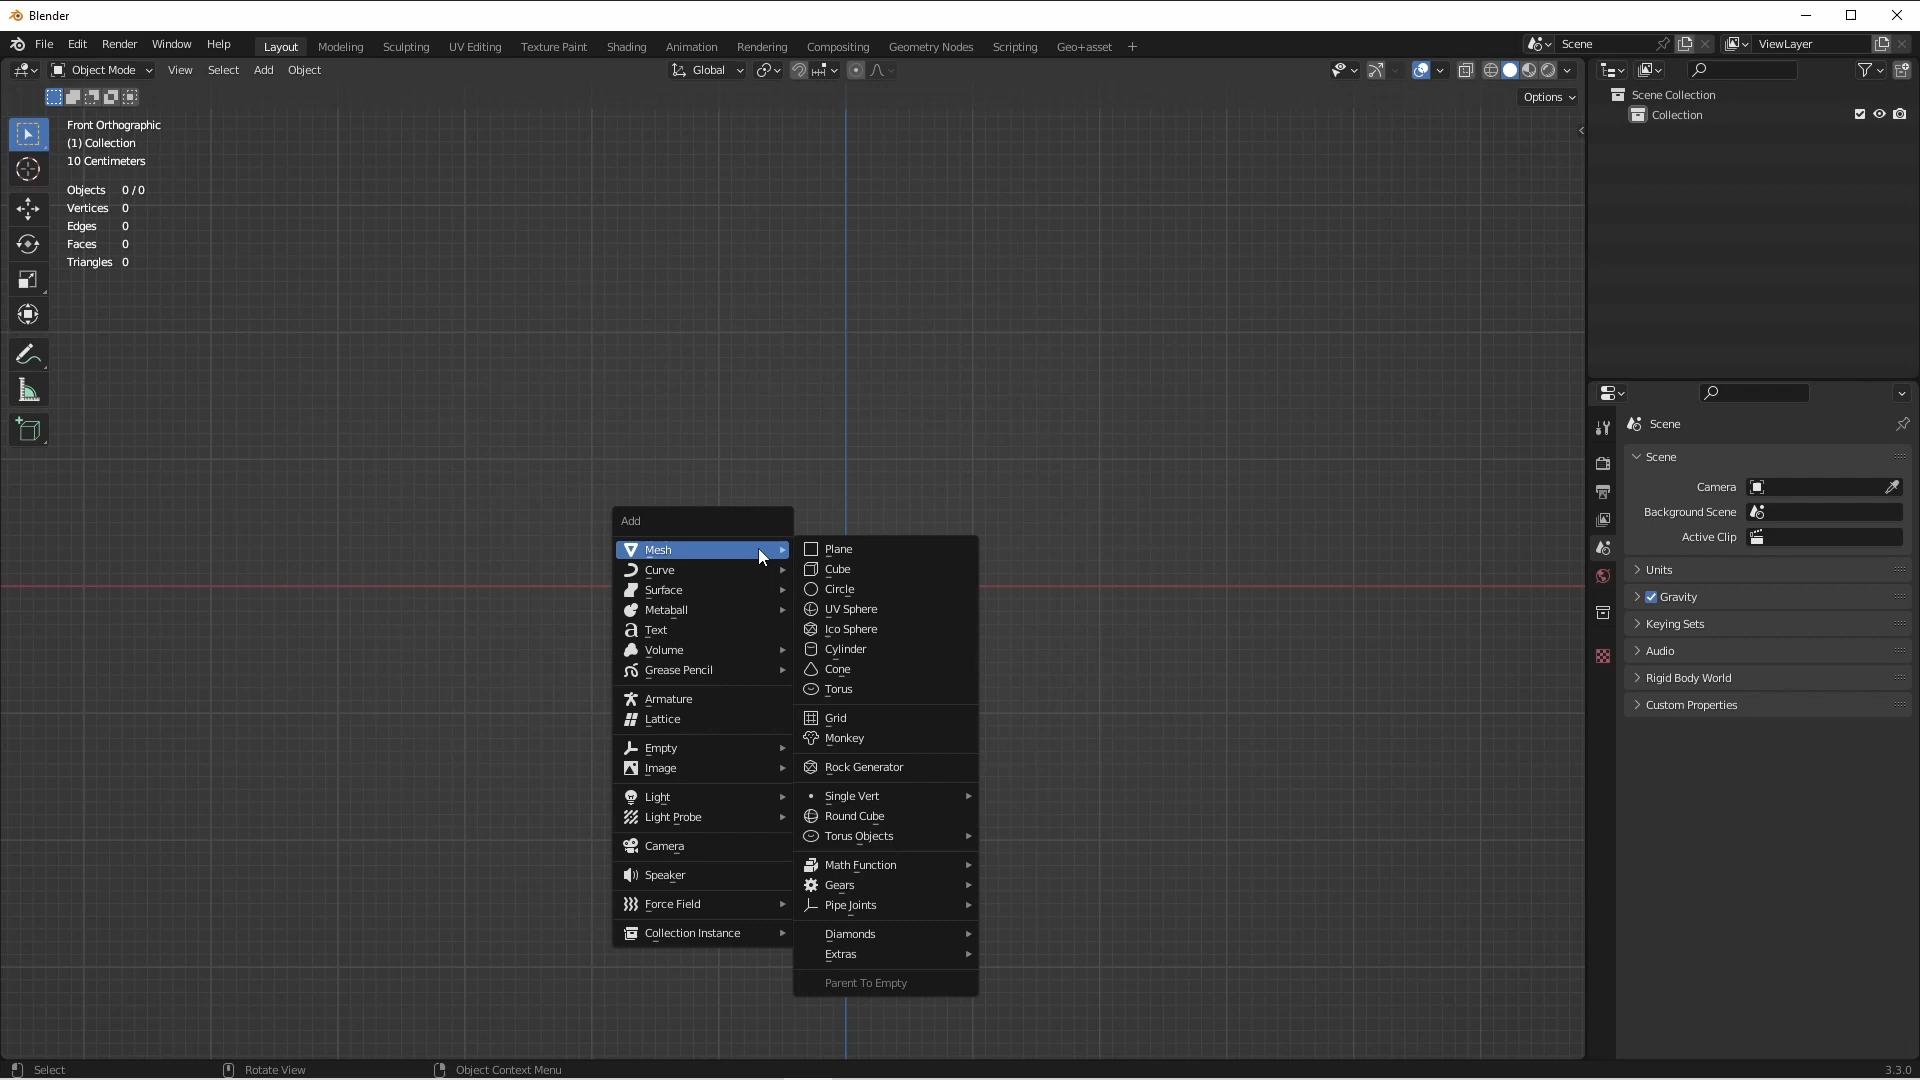 Blender
File Edit Render Window Help Layout Modeling Sculpting UV Editing Texture Paint Shading Animation Rendering Compositing Geometry Nodes Scripting Geo+asset + Scene ViewLayer
Object Mode View Select Add Object Global
Options
Front Orthographic
(1) Collection
10 Centimeters
Objects 0 / 0
Vertices 0
Edges 0
Faces 0
Triangles 0
Add
Mesh
Curve
Surface
Metaball
Text
Volume
Grease Pencil
Armature
Lattice
Empty
Image
Light
Light Probe
Camera
Speaker
Force Field
Collection Instance
Plane
Cube
Circle
UV Sphere
Ico Sphere
Cylinder
Cone
Torus
Grid
Monkey
Rock Generator
Single Vert
Round Cube
Torus Objects
Math Function
Gears
Pipe Joints
Diamonds
Extras
Parent To Empty
Scene Collection
Collection
Scene
Scene
Camera
Background Scene
Active Clip
Units
Gravity
Keying Sets
Audio
Rigid Body World
Custom Properties
Select Rotate View Object Context Menu 3.3.0